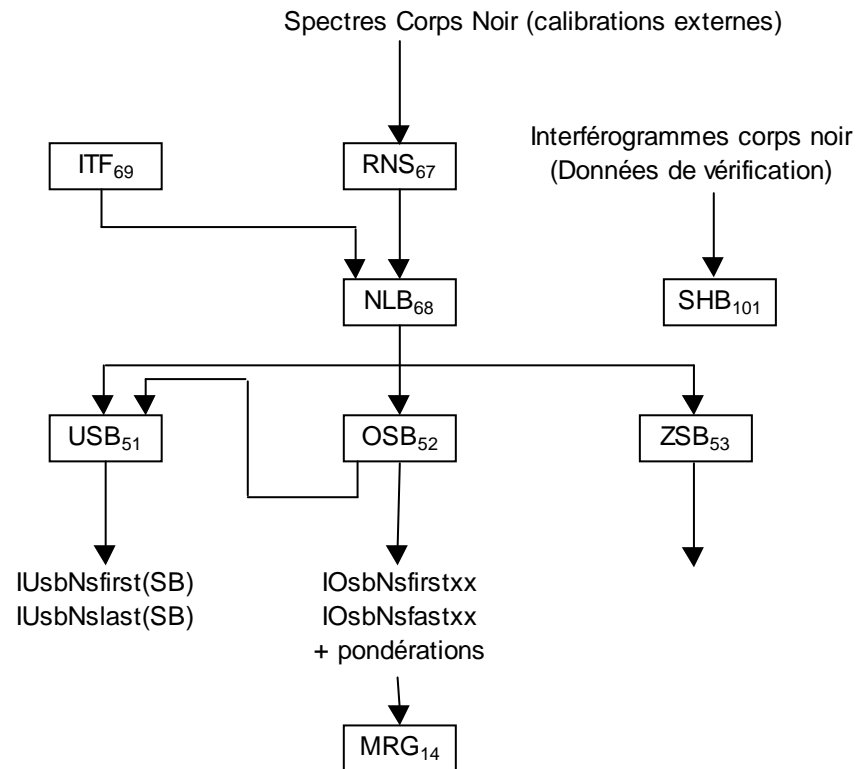 Spectres Corps Noir (calibrations externes)
Interférogrammes corps noir
(Données de vérification)
ITF69
RNS67
NLB68
SHB101
USB51
OSB52
ZSB53
IUsbNsfirst(SB)
IUsbNslast(SB)
IOsbNsfirstxx
IOsbNsfastxx
+ pondérations
MRG14